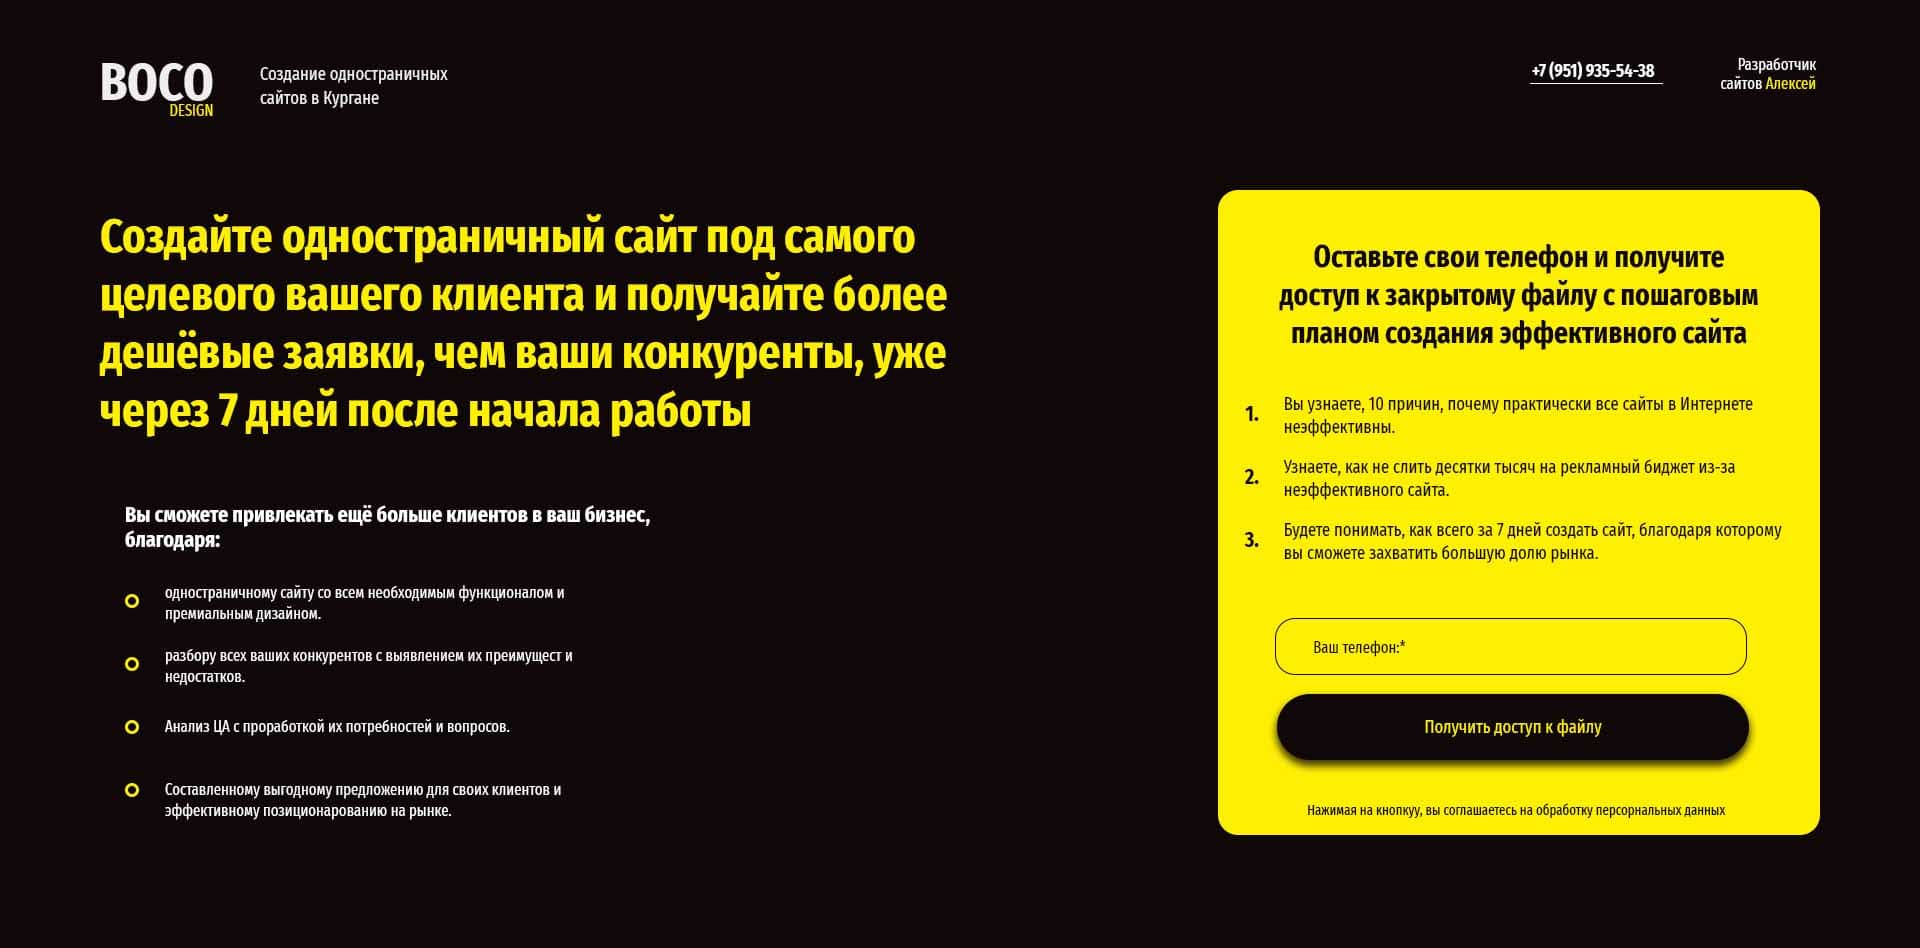 BOCO
DESIGN
Создание одностраничных
сайтов в Кургане
+7 (951) 935-54-38
Разработчик
сайтов Алексей
Создайте одностраничный сайт под самого
целевого вашего клиента и получайте более
дешёвые заявки, чем ваши конкуренты, уже
через 7 дней после начала работы
Вы сможете привлекать ещё больше клиентов в ваш бизнес,
благодаря:
одностраничному сайту со всем необходимым функционалом и
премиальным дизайном.
разбору всех ваших конкурентов с выявлением их преимущест и
недостатков.
Анализ ЦА с проработкой их потребностей и вопросов.
Составленному выгодному предложению для своих клиентов и
эффективному позиционарованию на рынке.
Оставьте свои телефон и получите
доступ к закрытому файлу с пошаговым
планом создания эффективного сайта
1. Вы узнаете, 10 причин, почему практически все сайты в Интернете
неэффективны.
2. Узнаете, как не слить десятки тысяч на рекламный биджет из-за
неэффективного сайта.
3. Будете понимать, как всего за 7 дней создать сайт, благодаря которому
вы сможете захватить большую долю рынка.
Ваш телефон:*
Получить доступ к файлу
Нажимая на кнопкуу, вы соглашаетесь на обработку персорнальных данных